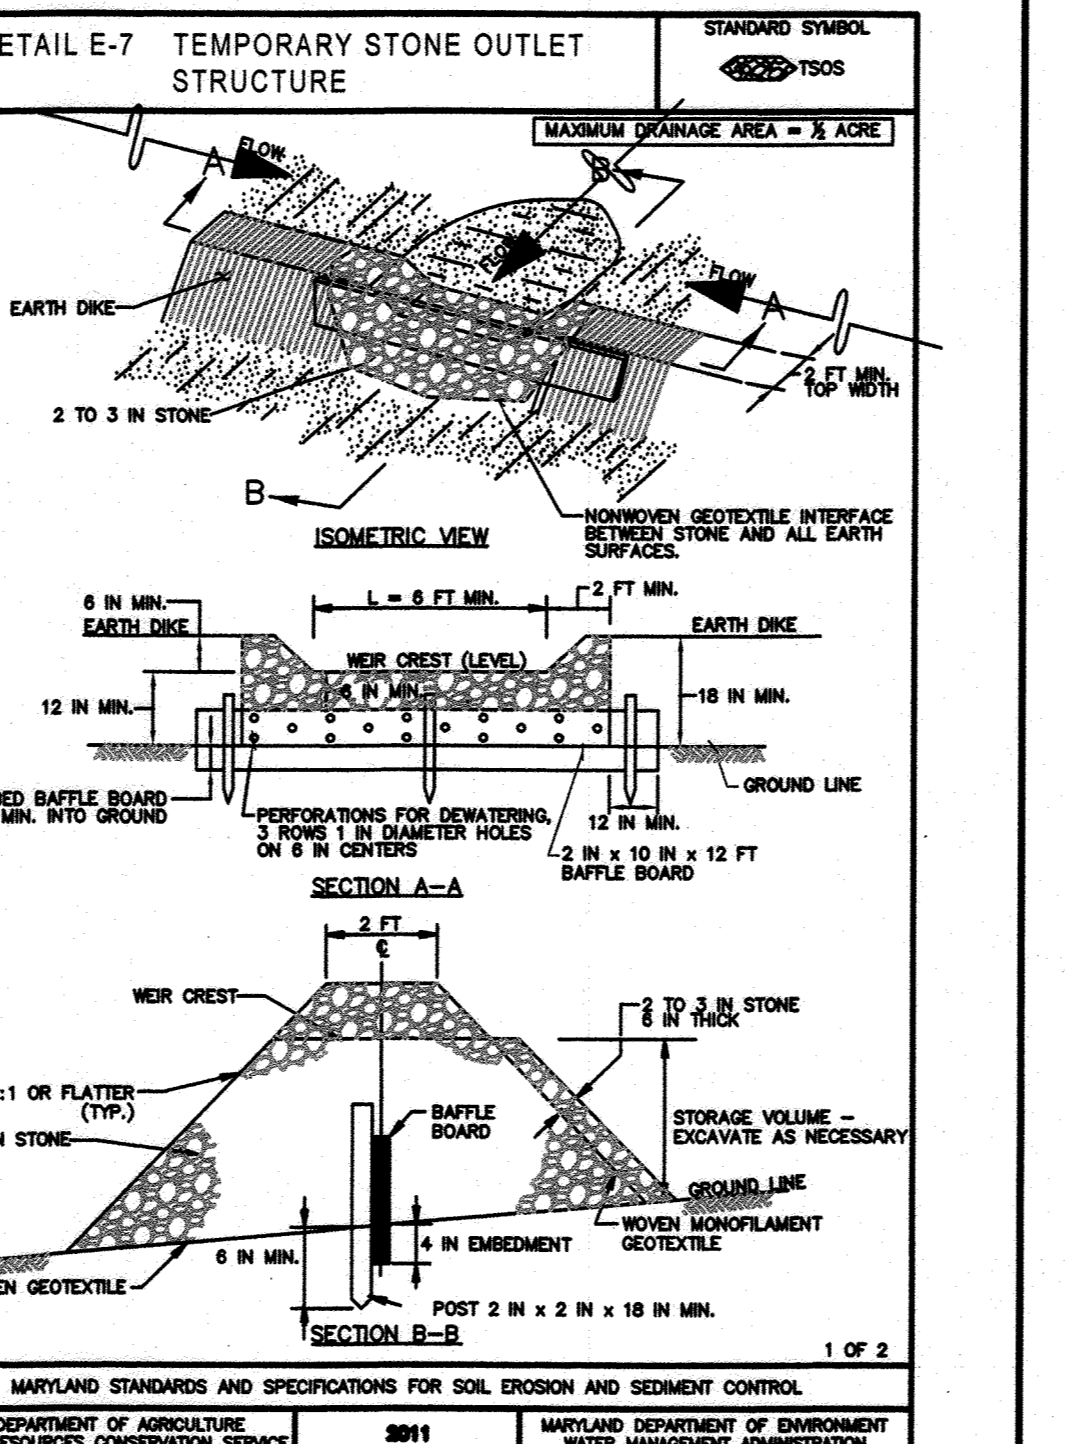 ETAIL E-7 TEMPORARY STONE OUTLET
STRUCTURE
STANDARD SYMBOL
TSOS
MAXIMUM DRAINAGE AREA = ½ ACRE
FLOW
A
B
FLOW
FLOW
A
EARTH DIKE
2 FT MIN.
TOP WIDTH
2 TO 3 IN STONE
B
NONWOVEN GEOTEXTILE INTERFACE
BETWEEN STONE AND ALL EARTH
SURFACES.
ISOMETRIC VIEW
L = 6 FT MIN.
2 FT MIN.
6 IN MIN.
EARTH DIKE
EARTH DIKE
WEIR CREST (LEVEL)
6 IN MIN.
12 IN MIN.
18 IN MIN.
GROUND LINE
ED BAFFLE BOARD
MIN. INTO GROUND
PERFORATIONS FOR DEWATERING,
3 ROWS 1 IN DIAMETER HOLES
ON 6 IN CENTERS
12 IN MIN.
2 IN x 10 IN x 12 FT
BAFFLE BOARD
SECTION A-A
2 FT
℄
WEIR CREST
2 TO 3 IN STONE
6 IN THICK
:1 OR FLATTER
(TYP.)
N STONE
BAFFLE
BOARD
STORAGE VOLUME -
EXCAVATE AS NECESSARY
GROUND LINE
WOVEN MONOFILAMENT
GEOTEXTILE
6 IN MIN.
4 IN EMBEDMENT
EN GEOTEXTILE
POST 2 IN x 2 IN x 18 IN MIN.
SECTION B-B
1 OF 2
MARYLAND STANDARDS AND SPECIFICATIONS FOR SOIL EROSION AND SEDIMENT CONTROL
DEPARTMENT OF AGRICULTURE
ESOURCES CONSERVATION SERVICE
2011
MARYLAND DEPARTMENT OF ENVIRONMENT
WATER MANAGEMENT ADMINISTRATION